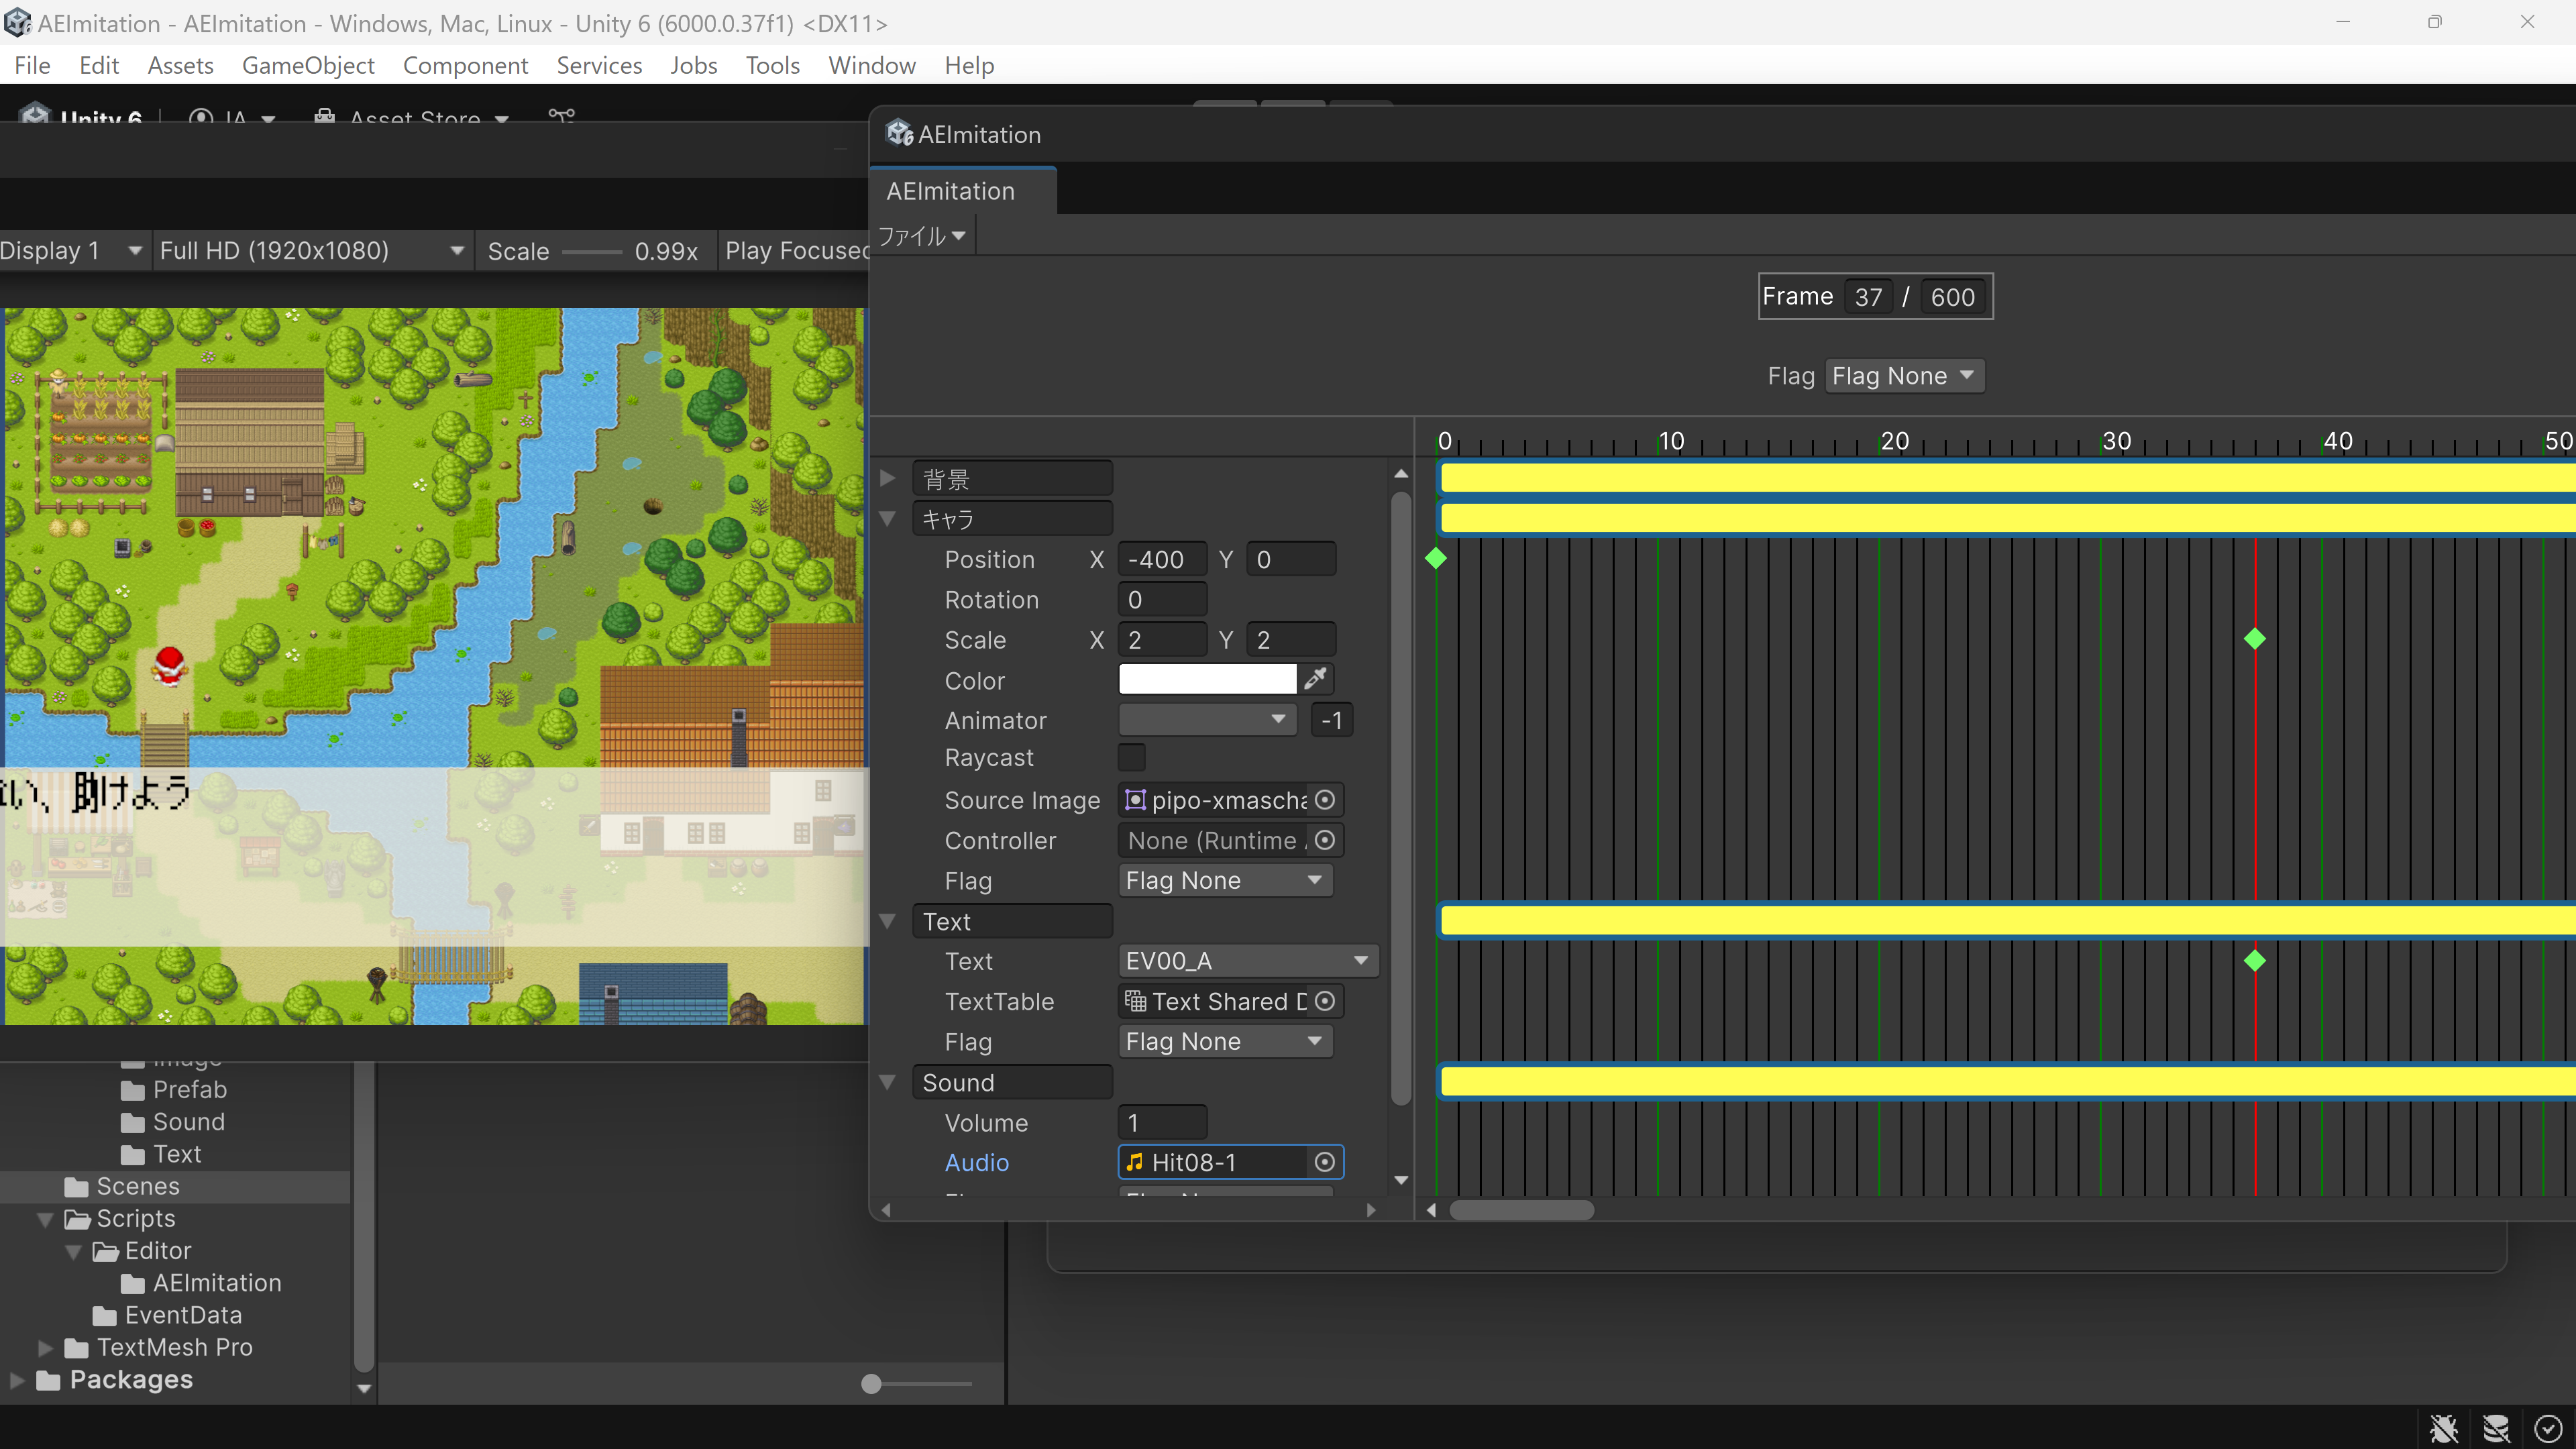 AEImitation - AEImitation - Windows, Mac, Linux - Unity 6 (6000.0.37f1) <DX11>
File Edit Assets GameObject Component Services Jobs Tools Window Help
Unity 6 IA Asset Store
AEImitation
AEImitation
Display 1 Full HD (1920x1080) Scale 0.99x Play Focused
ファイル
Frame 37 / 600
Flag Flag None
0 10 20 30 40 50
背景
キャラ
Position X -400 Y 0
Rotation 0
Scale X 2 Y 2
Color
Animator -1
Raycast
Source Image pipo-xmascha
Controller None (Runtime
Flag Flag None
Text
Text EV00_A
TextTable Text Shared D
Flag Flag None
Sound
Volume 1
Audio Hit08-1
い、助けよう
Image
Prefab
Sound
Text
Scenes
Scripts
Editor
AEImitation
EventData
TextMesh Pro
Packages